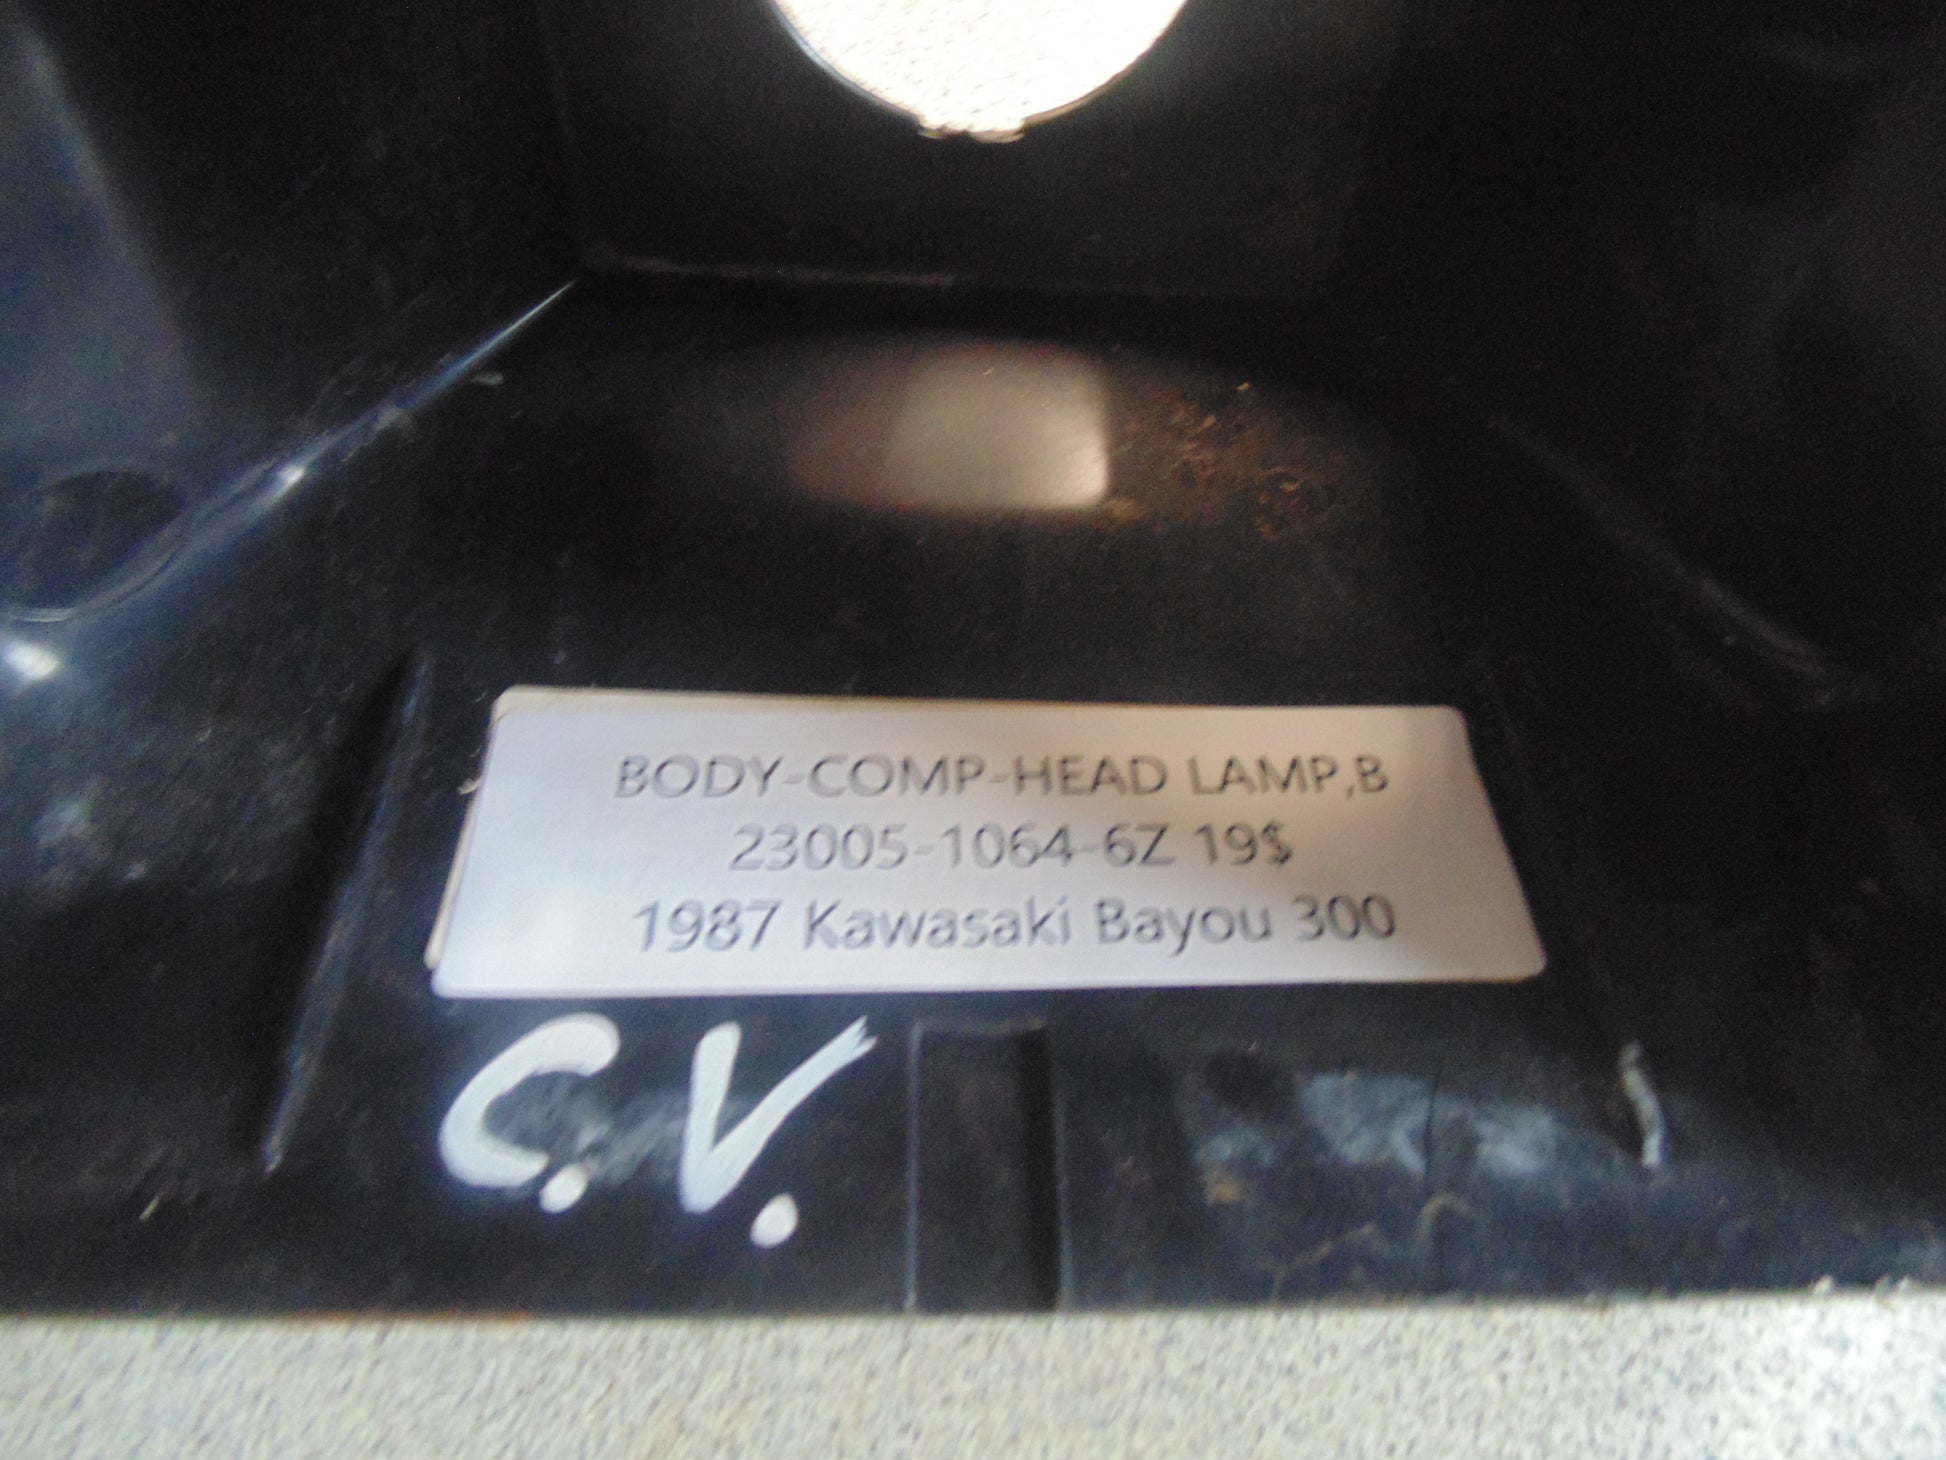 BODY-COMP-HEAD LAMP,B
23005-1064-6Z 19$
1987 Kawasaki Bayou 300
C.V.